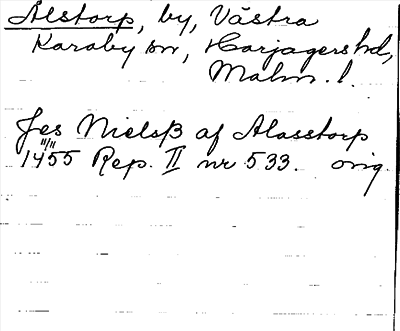 Alstorp, by, Västra
Karaby sn, Harjagers hd,
Malm. l.
Jes Nielsß af Alasstorp
11/11
1455 Rep. II nr 533. orig.